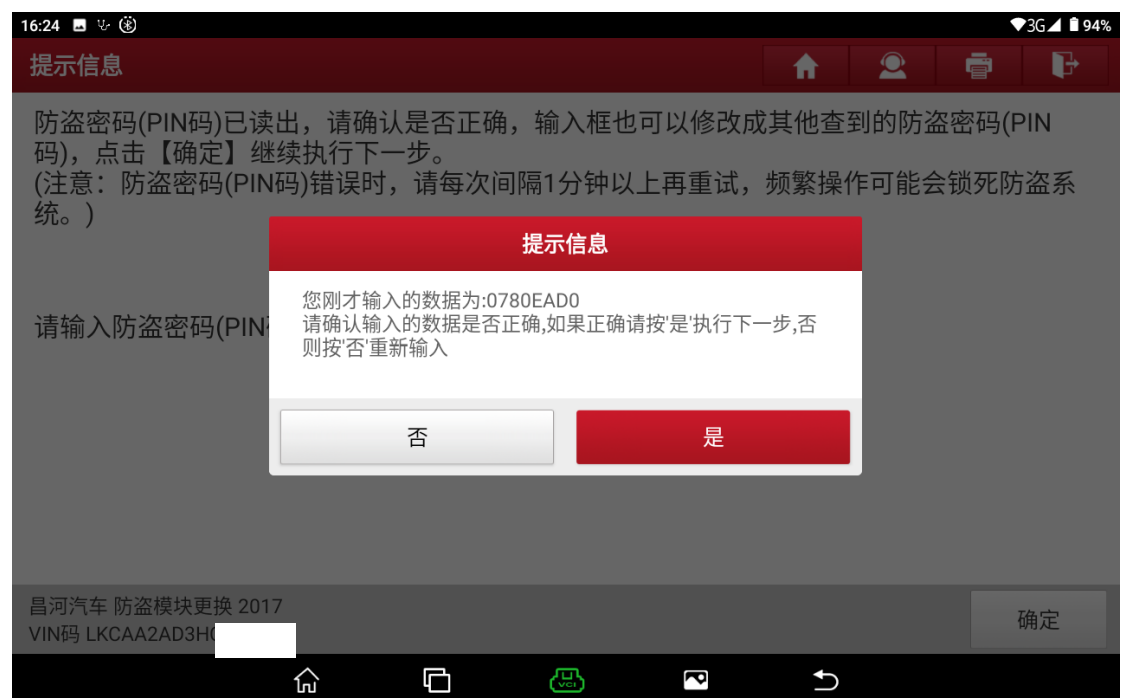 16:24
3G 94%
提示信息
防盗密码(PIN码)已读出，请确认是否正确，输入框也可以修改成其他查到的防盗密码(PIN
码)，点击【确定】继续执行下一步。
(注意：防盗密码(PIN码)错误时，请每次间隔1分钟以上再重试，频繁操作可能会锁死防盗系
统。)
提示信息
您刚才输入的数据为:0780EAD0
请确认输入的数据是否正确,如果正确请按'是'执行下一步,否
则按'否'重新输入
请输入防盗密码(PIN
否
是
昌河汽车 防盗模块更换 2017
VIN码 LKCAA2AD3H
确定
VCI